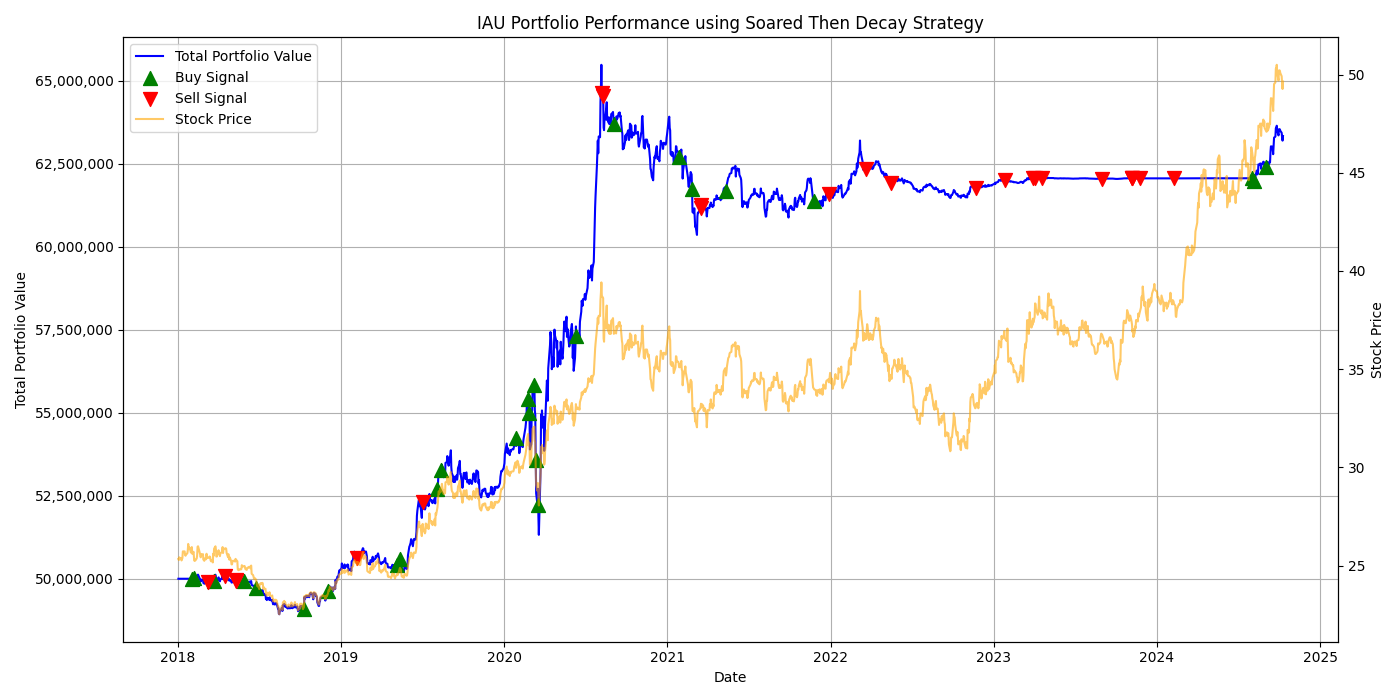 IAU Portfolio Performance using Soared Then Decay Strategy
Total Portfolio Value
Buy Signal
Sell Signal
Stock Price
65,000,000
62,500,000
60,000,000
57,500,000
55,000,000
52,500,000
50,000,000
Total Portfolio Value
50
45
40
35
30
25
Stock Price
2018 2019 2020 2021 2022 2023 2024 2025
Date